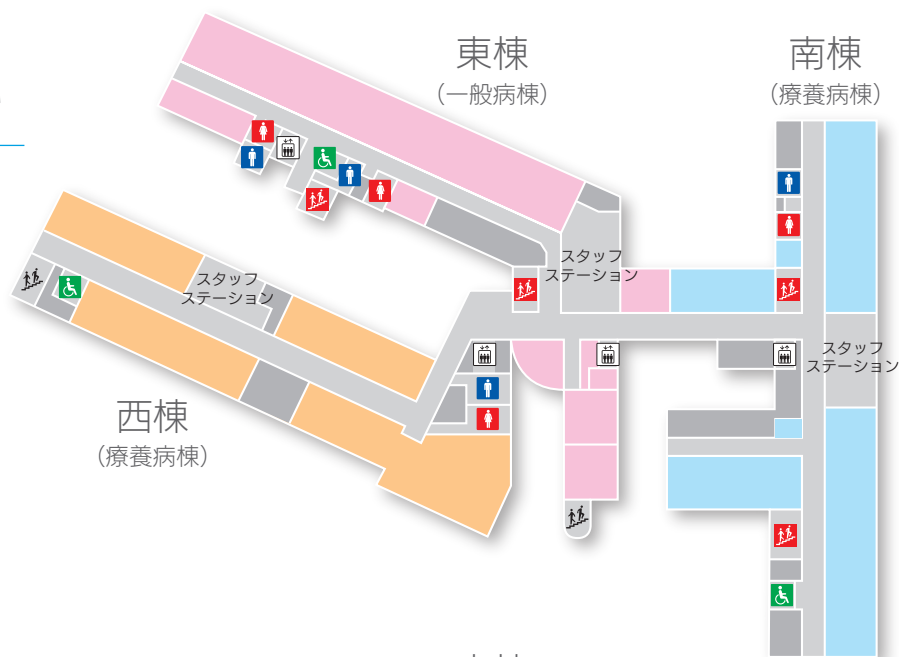 東棟
（一般病棟）
南棟
（療養病棟）
スタッフ
ステーション
スタッフ
ステーション
スタッフ
ステーション
西棟
（療養病棟）